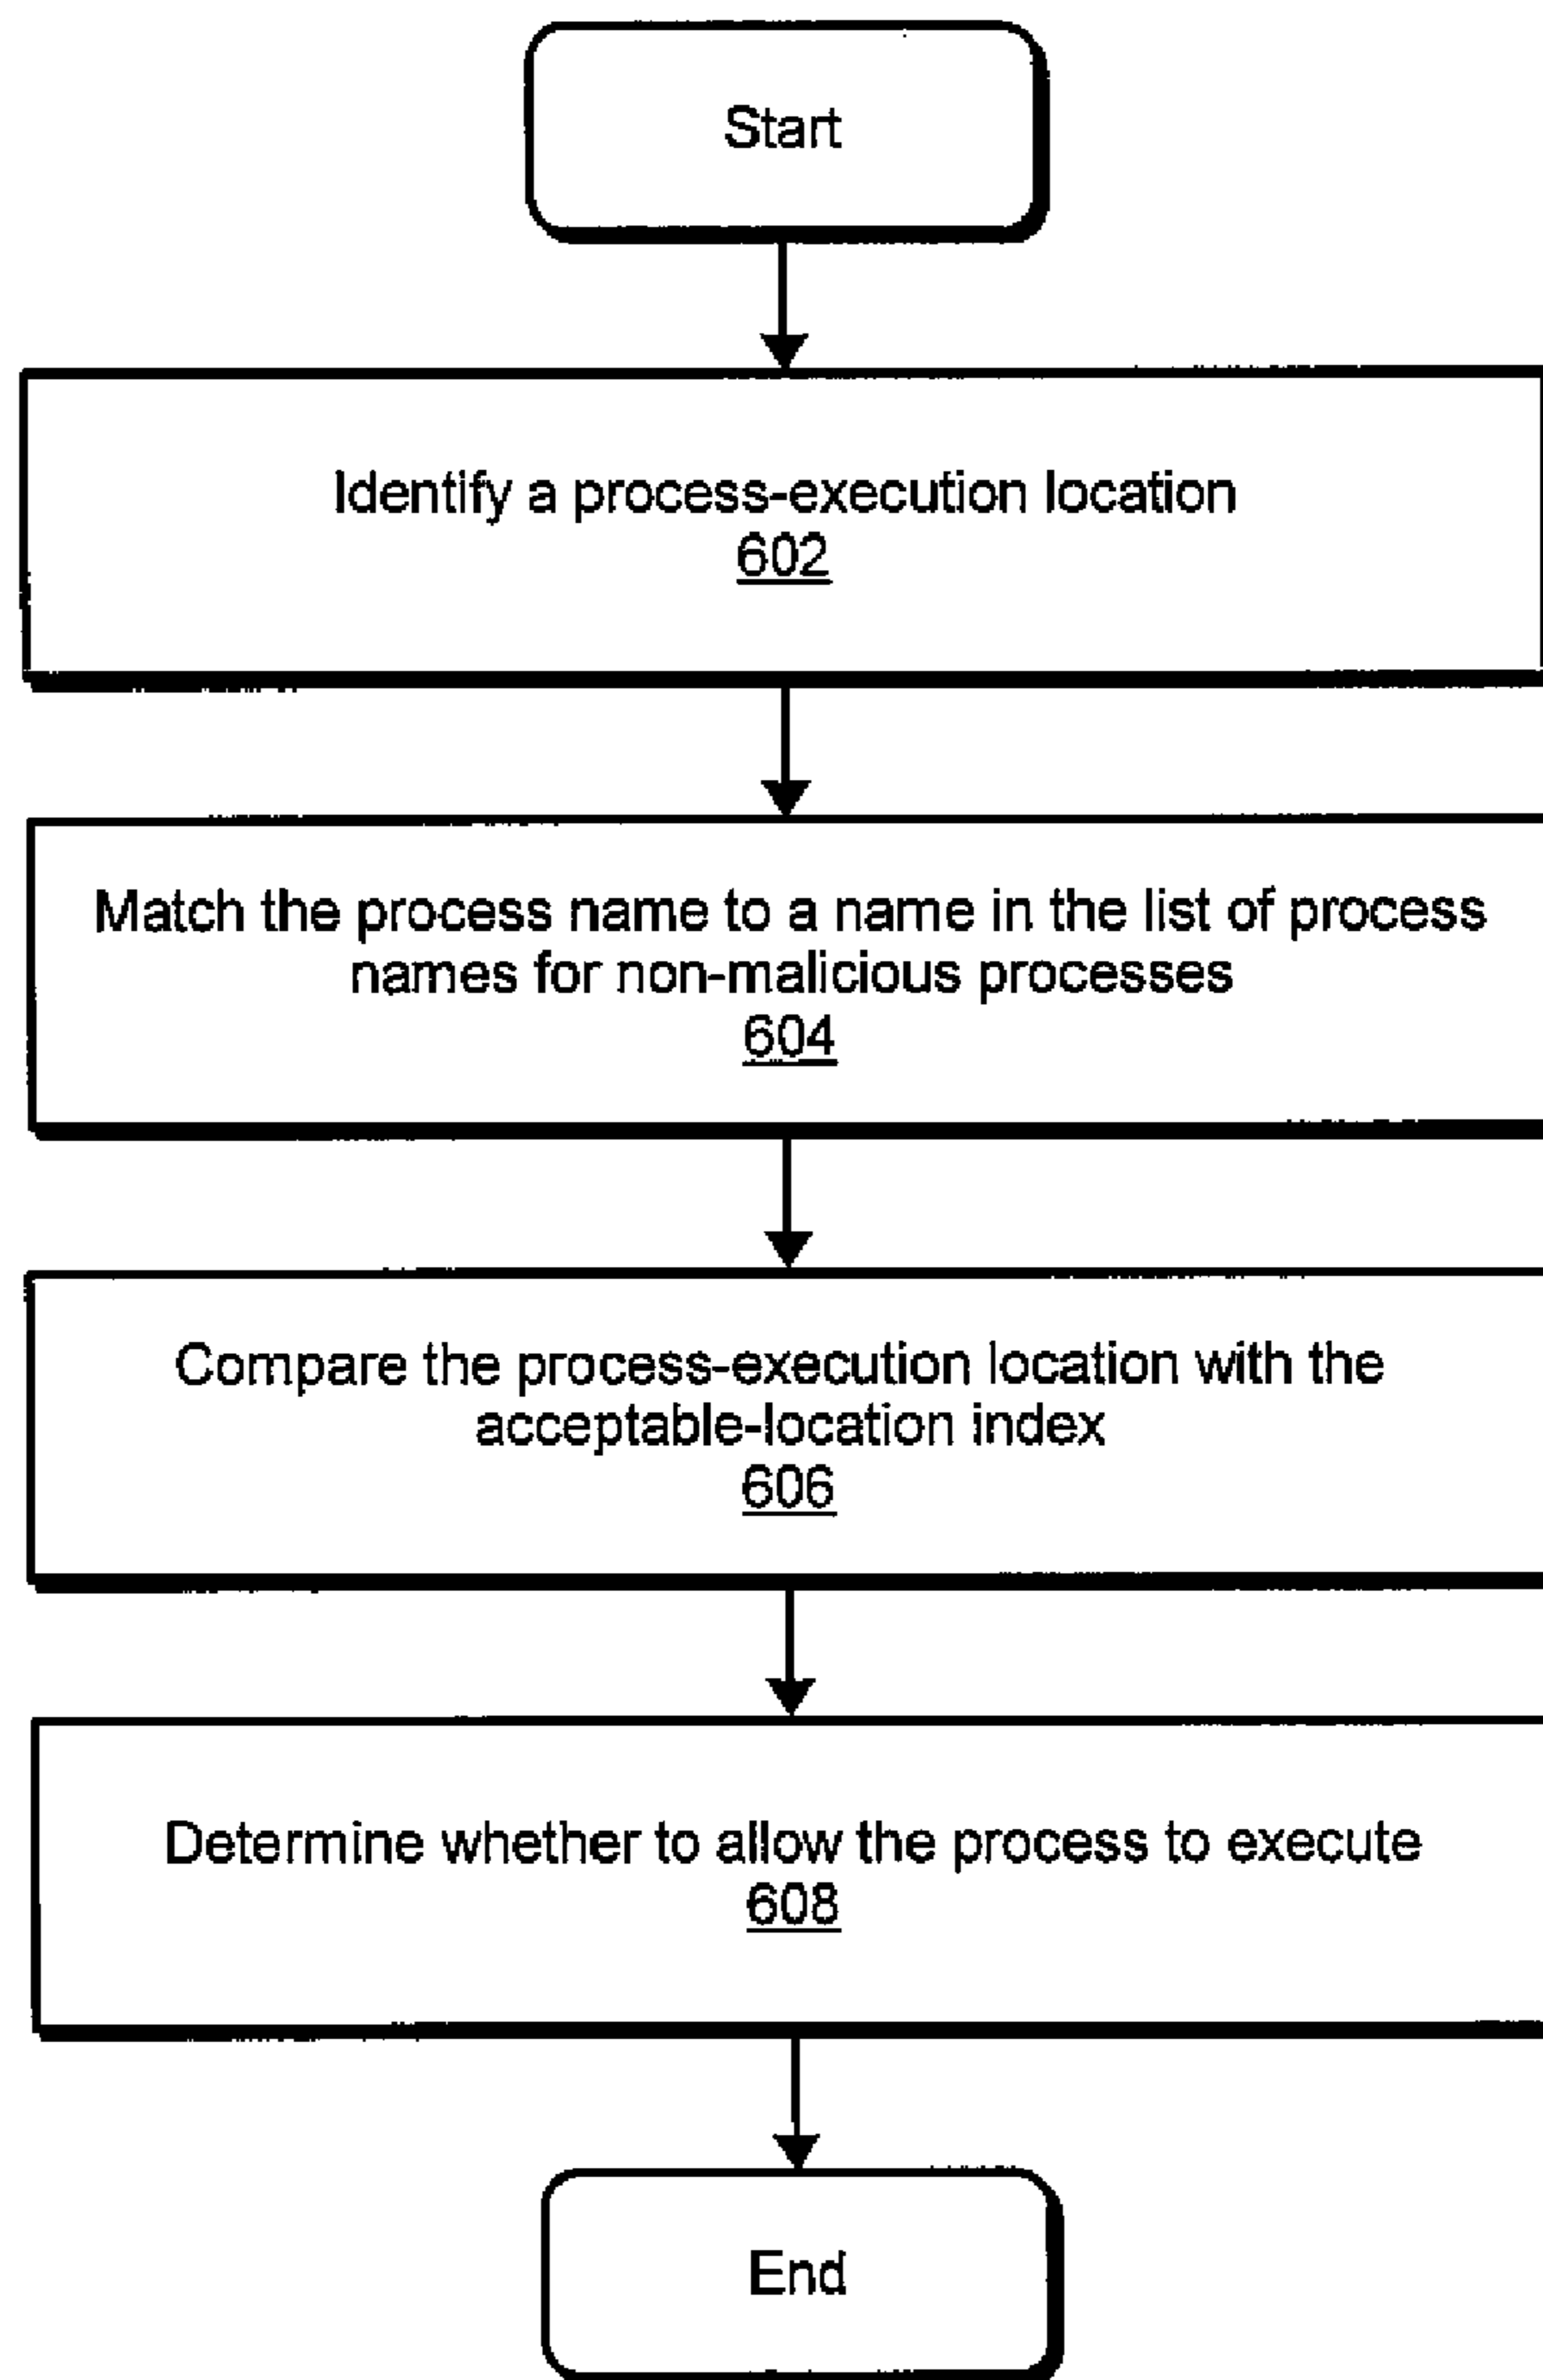 Start
Identify a process-execution location
602
Match the process name to a name in the list of process
names for non-malicious processes
604
Compare the process-execution location with the
acceptable-location index
606
Determine whether to allow the process to execute
608
End